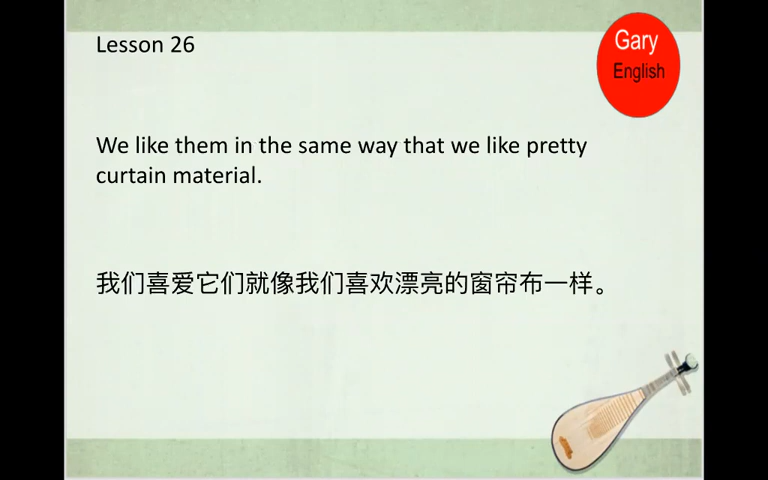 Lesson 26
Gary
English
We like them in the same way that we like pretty
curtain material.
我们喜爱它们就像我们喜欢漂亮的窗帘布一样。